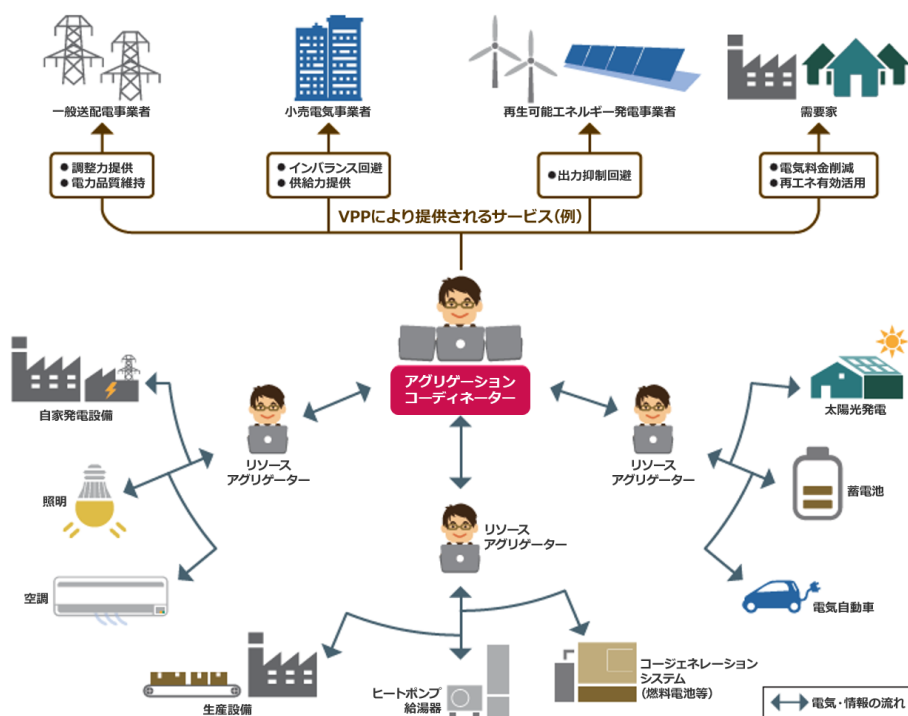 一般送配電事業者
小売電気事業者
再生可能エネルギー発電事業者
需要家
●調整力提供
●電力品質維持
●インバランス回避
●供給力提供
●出力抑制回避
●電気料金削減
●再エネ有効活用
VPPにより提供されるサービス(例)
アグリゲーション
コーディネーター
自家発電設備
リソース
アグリゲーター
リソース
アグリゲーター
太陽光発電
照明
蓄電池
リソース
アグリゲーター
空調
電気自動車
生産設備
ヒートポンプ
給湯器
コージェネレーション
システム
(燃料電池等)
電気・情報の流れ